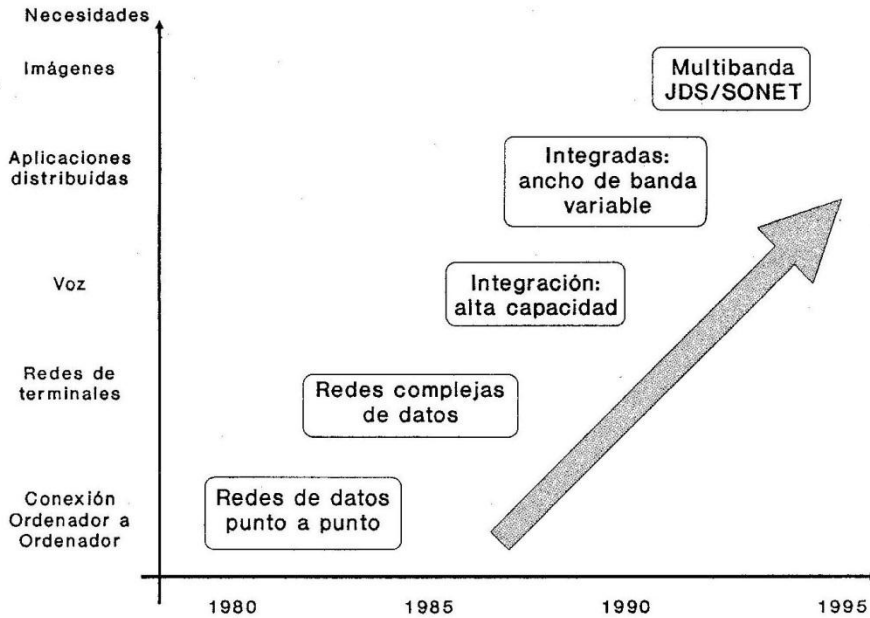 Necesidades
Imágenes
Multibanda
JDS/SONET
Aplicaciones
distribuidas
Integradas:
ancho de banda
variable
Voz
Integración:
alta capacidad
Redes de
terminales
Redes complejas
de datos
Conexión
Ordenador a
Ordenador
Redes de datos
punto a punto
1980
1985
1990
1995